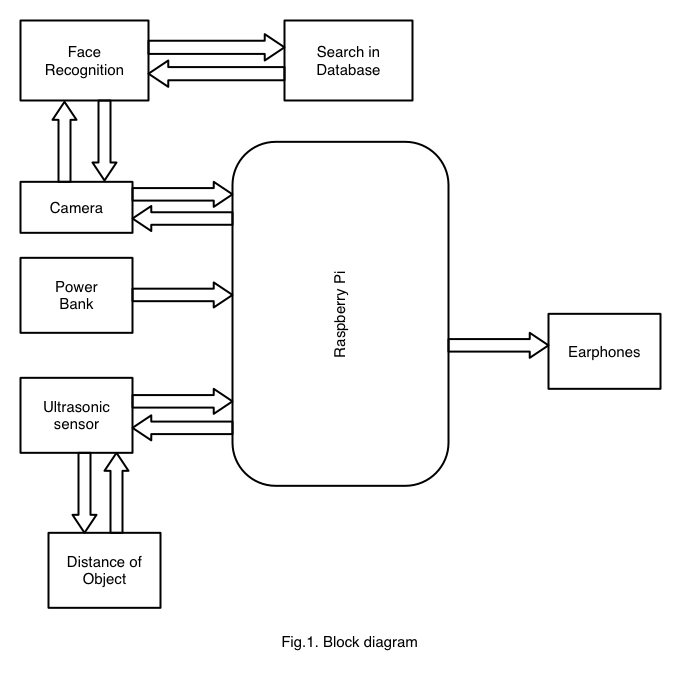 Face
Recognition
Search in
Database
Camera
Power
Bank
Raspberry Pi
Earphones
Ultrasonic
sensor
Distance of
Object
Fig.1. Block diagram